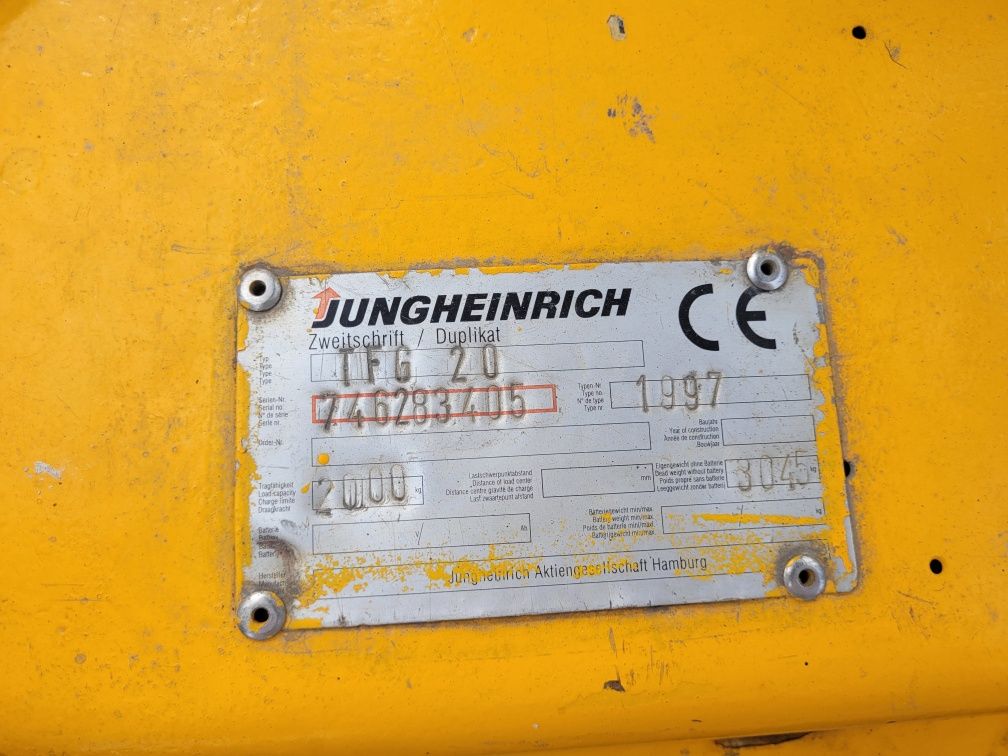 JUNGHEINRICH
CE
Zweitschrift / Duplikat
Typ
Type
Type
Type
TFG 20
Serien-Nr.
Serial no.
N° de série
Serie nr.
746283405
Typen-Nr.
Type no.
N° de type
Type nr.
1997
Order-Nr.
Baujahr
Year of construction
Année de construction
Bouwjaar
Tragfähigkeit
Load-capacity
Charge limite
Draagkracht
2000 kg
Lastschwerpunktabstand
Distance of load center
Distance centre gravité de charge
Last zwaartepunt afstand
mm
Eigengewicht ohne Batterie
Dead weight without battery
Poids propre sans batterie
Leeggewicht (zonder batterij)
3045 kg
Batterie
V
Ah
Batteriegewicht min/max.
Battery weight min/max.
Poids de batterie mini/max.
Batterijgewicht min/max.
kg
Hersteller
Jungheinrich Aktiengesellschaft Hamburg